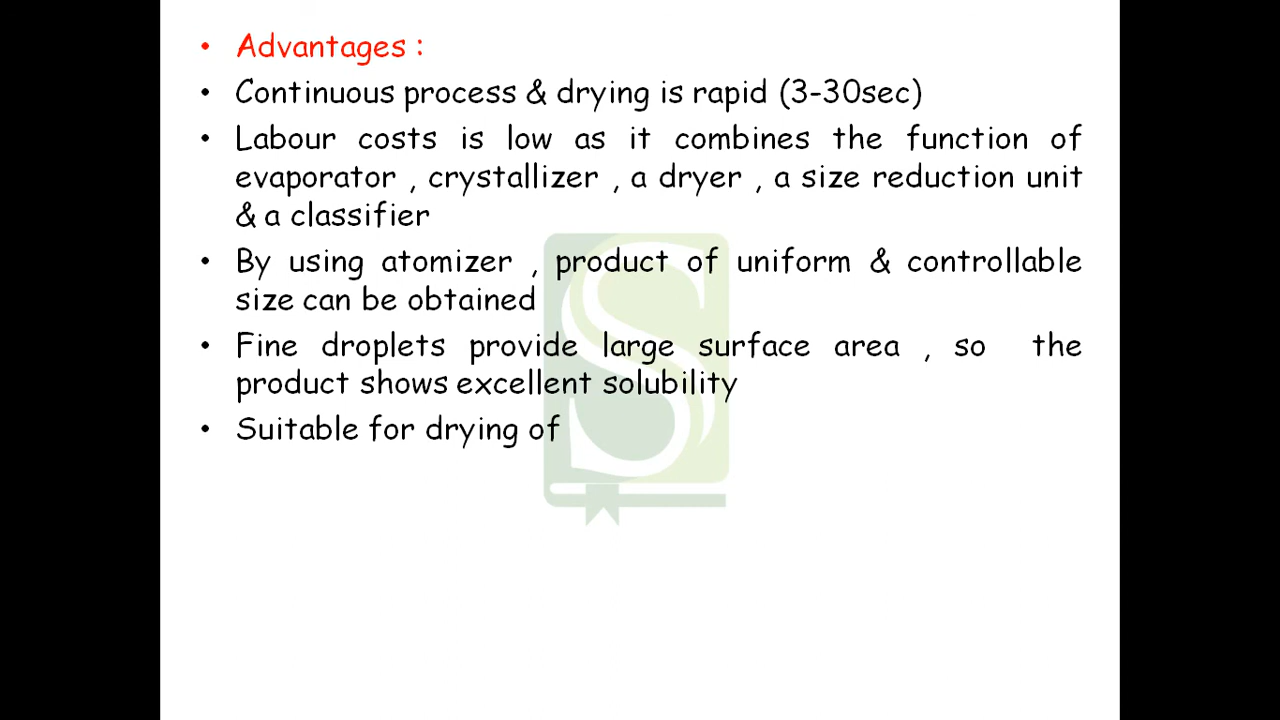 • Advantages :
• Continuous process & drying is rapid (3-30sec)
• Labour costs is low as it combines the function of
evaporator , crystallizer , a dryer , a size reduction unit
& a classifier
• By using atomizer , product of uniform & controllable
size can be obtained
• Fine droplets provide large surface area , so the
product shows excellent solubility
• Suitable for drying of